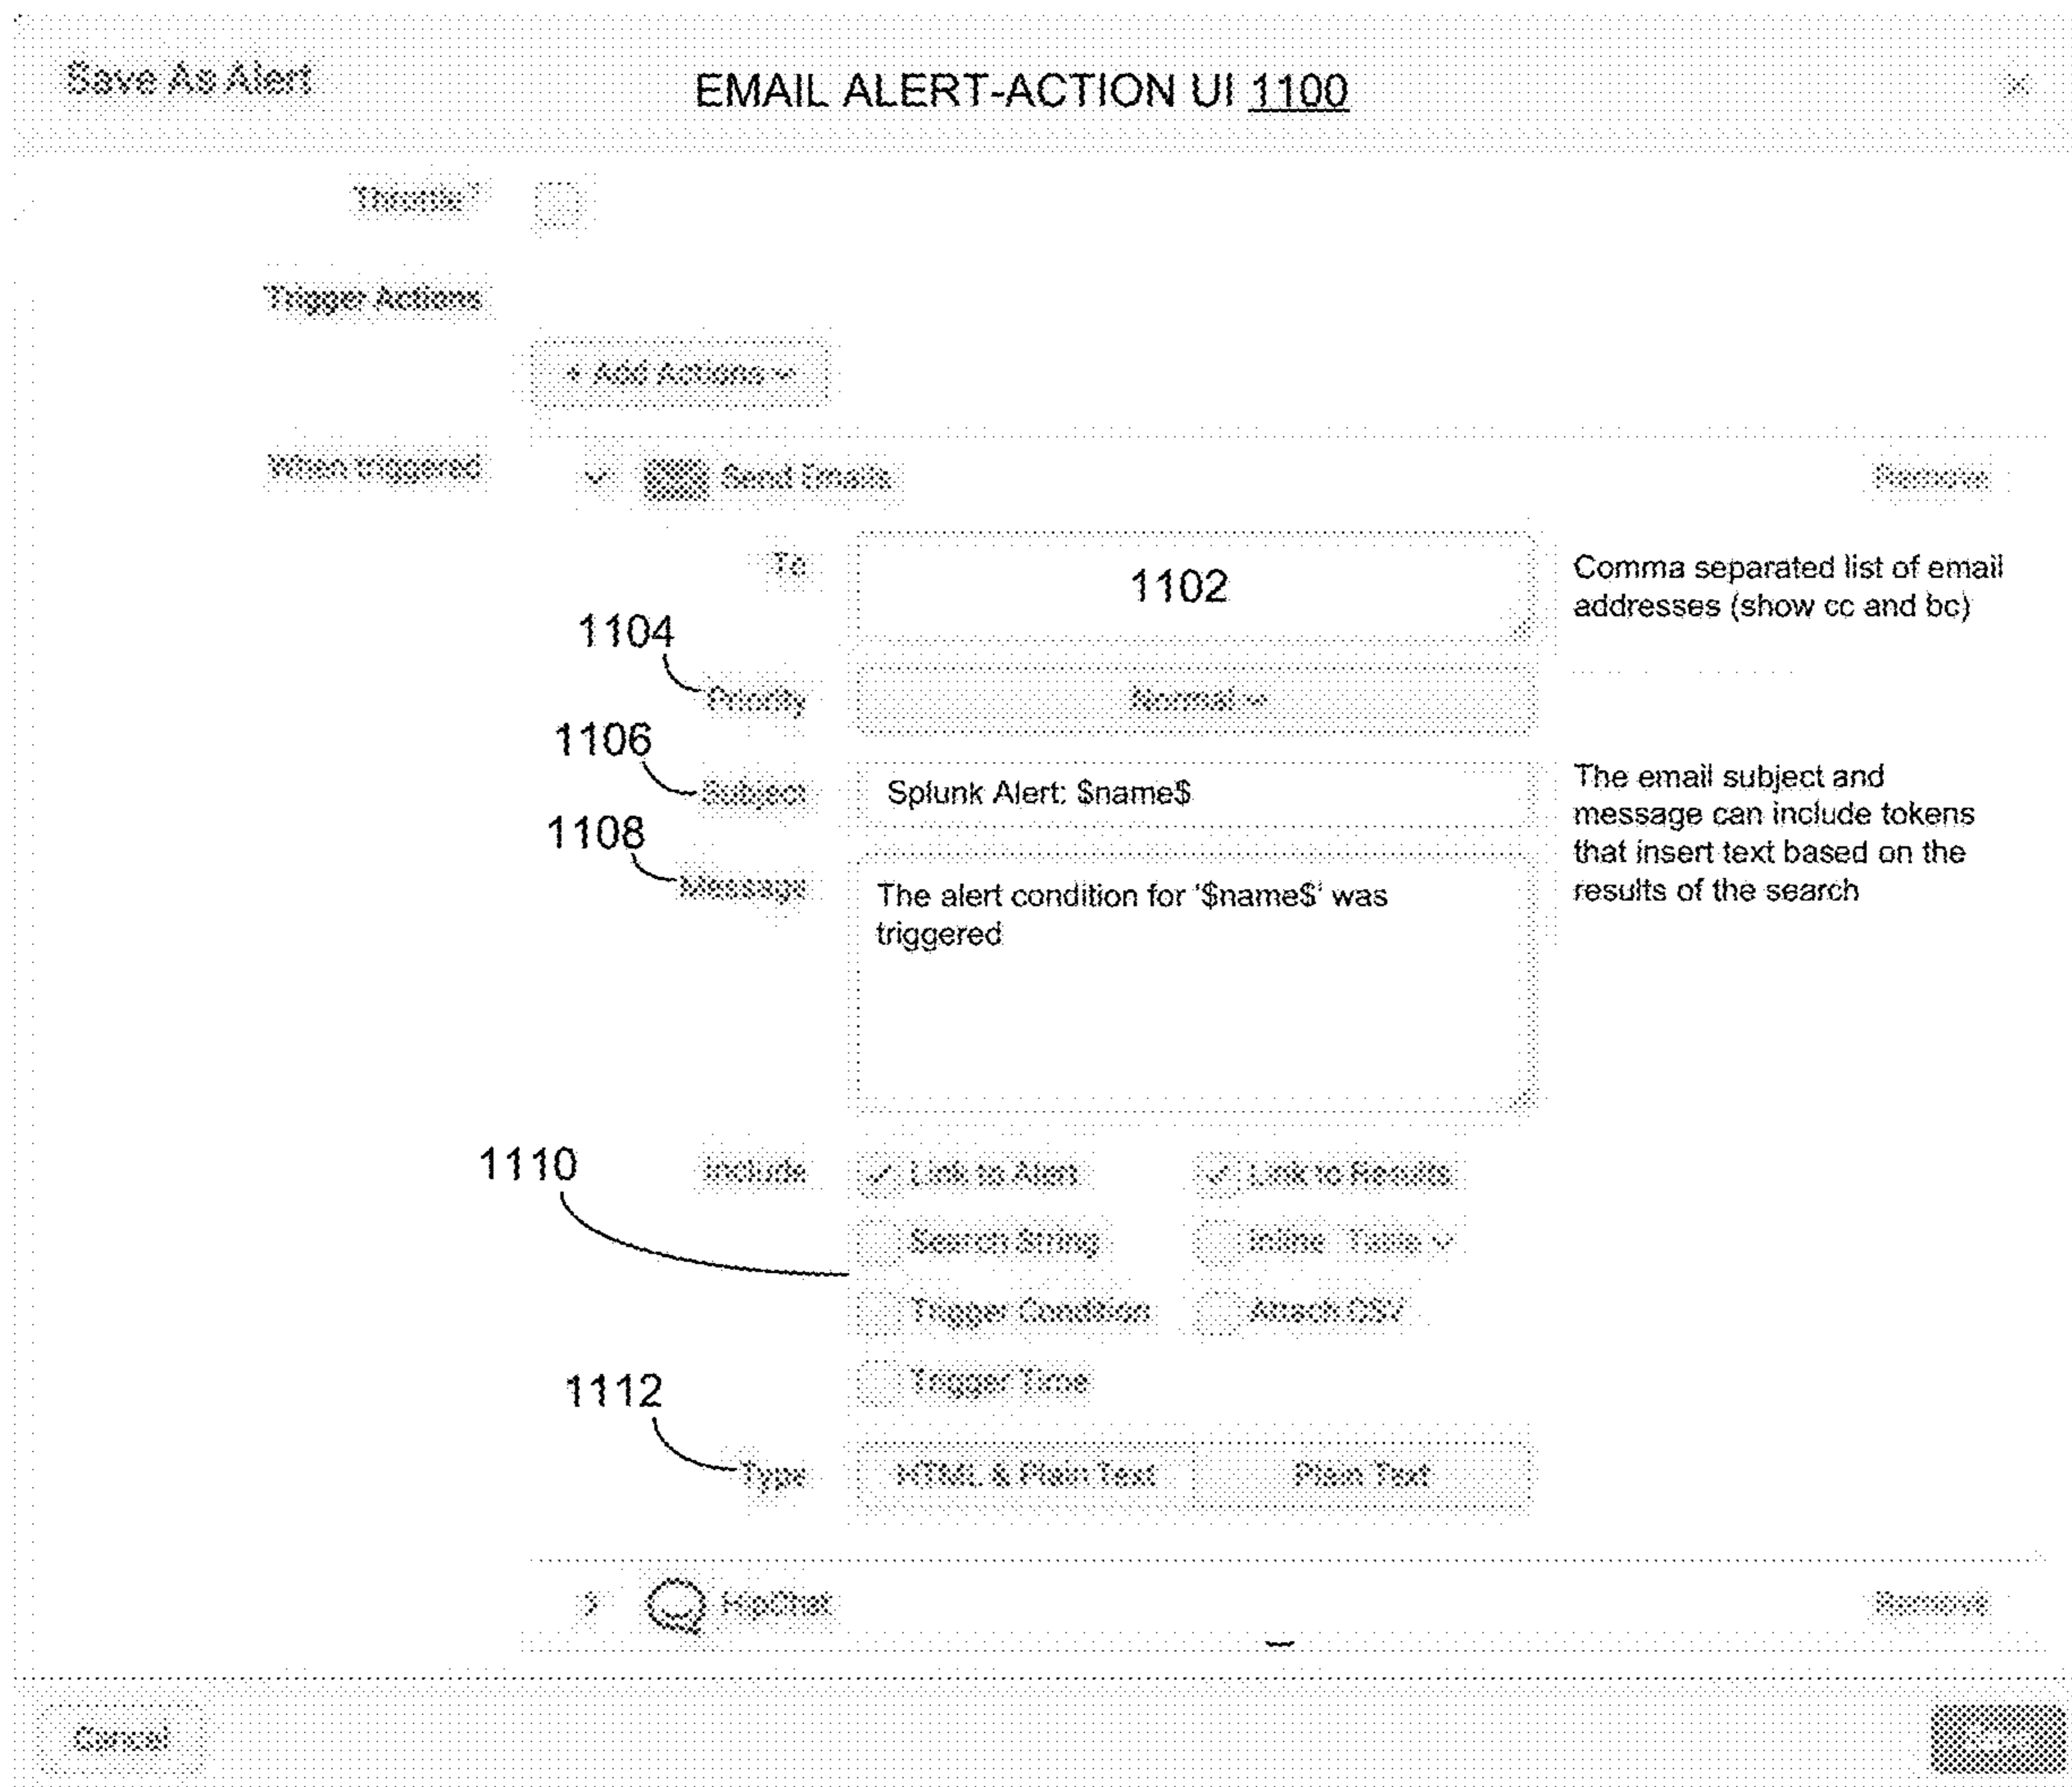 Save As Alert
EMAIL ALERT-ACTION UI 1100
×
Throttle ?
Trigger Actions
+ Add Actions
When triggered
Send Emails
Remove
To
1102
Comma separated list of email
addresses (show cc and bc)
1104
Priority
Normal
1106
Subject
Splunk Alert: $name$
The email subject and
message can include tokens
that insert text based on the
results of the search
1108
Message
The alert condition for '$name$' was
triggered
1110
Include
Link to Alert
Link to Results
Search String
Inline Table
Trigger Condition
Attach CSV
Trigger Time
1112
Type
HTML & Plain Text
Plain Text
HipChat
Remove
Cancel